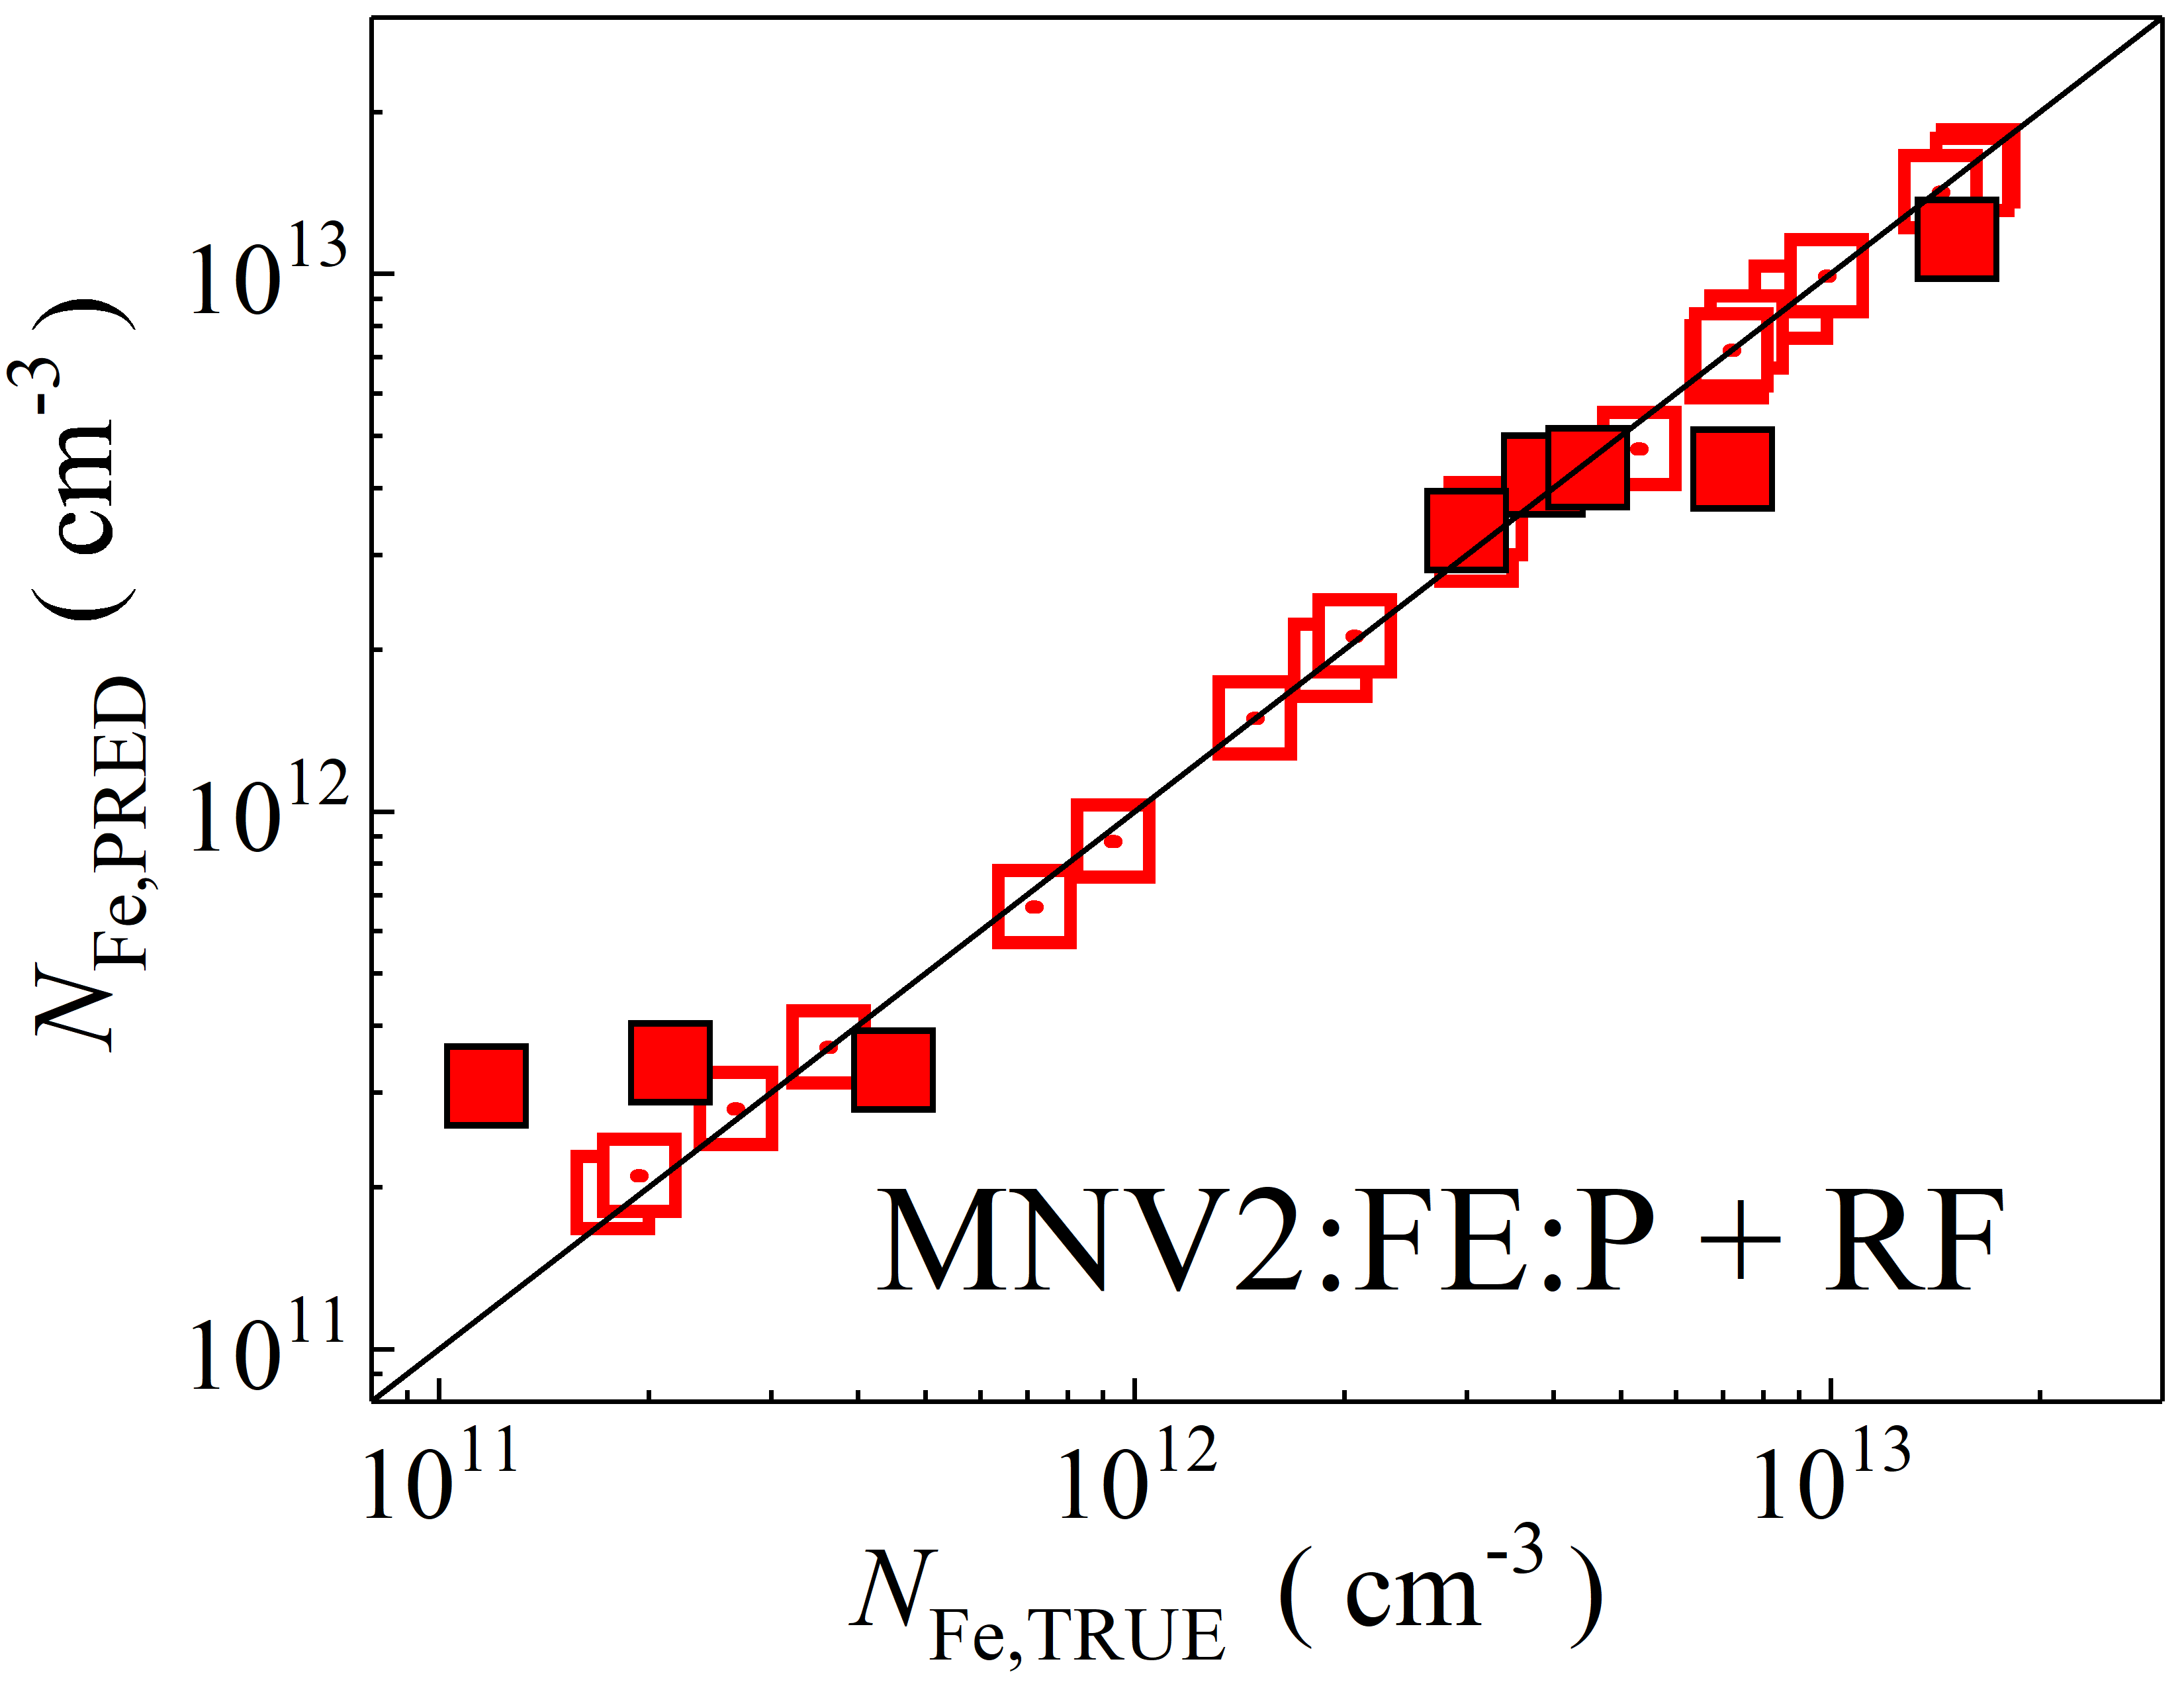 N_Fe,PRED ( cm^-3 )
10^13
10^12
10^11
MNV2:FE:P + RF
10^11 10^12 10^13
N_Fe,TRUE ( cm^-3 )